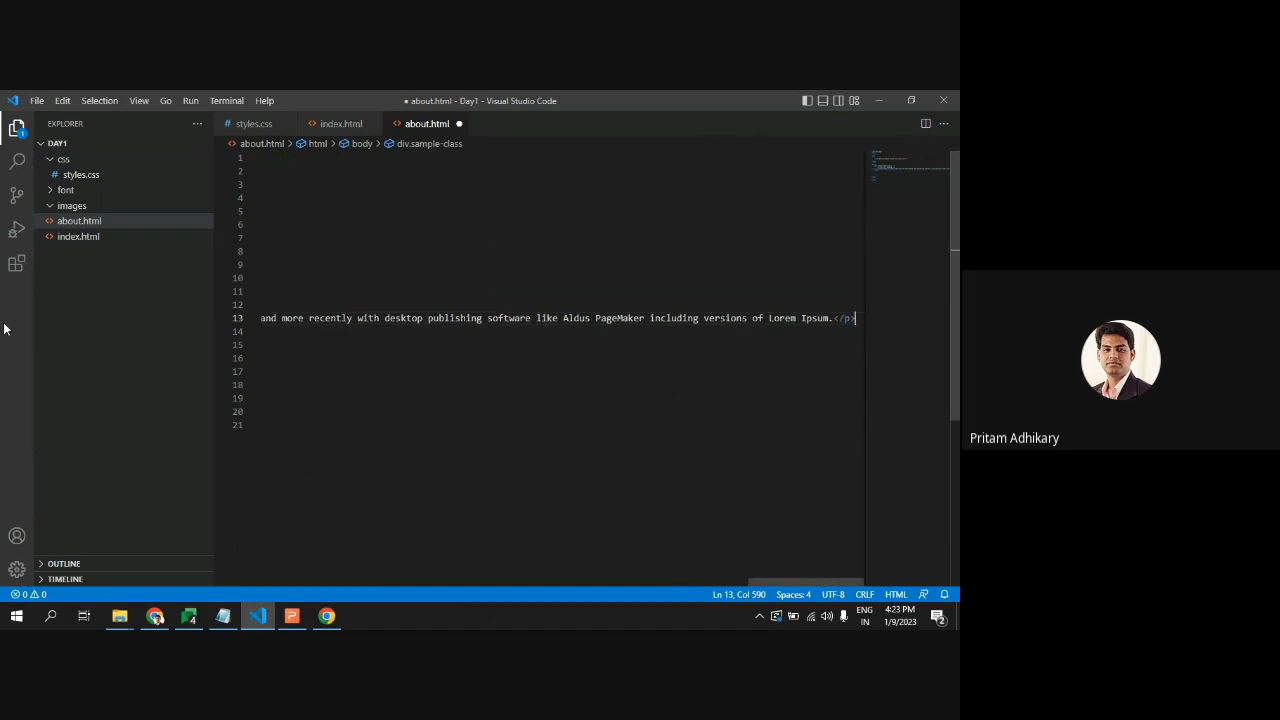 File Edit Selection View Go Run Terminal Help
● about.html - Day1 - Visual Studio Code
EXPLORER
styles.css
index.html
about.html
DAY1
about.html > html > body > div.sample-class
css
styles.css
font
images
about.html
index.html
1
2
3
4
5
6
7
8
9
10
11
12
13 and more recently with desktop publishing software like Aldus PageMaker including versions of Lorem Ipsum.</p>
14
15
16
17
18
19
20
21
Pritam Adhikary
OUTLINE
TIMELINE
0 0
Ln 13, Col 590 Spaces: 4 UTF-8 CRLF HTML
ENG
IN
4:23 PM
1/9/2023
2